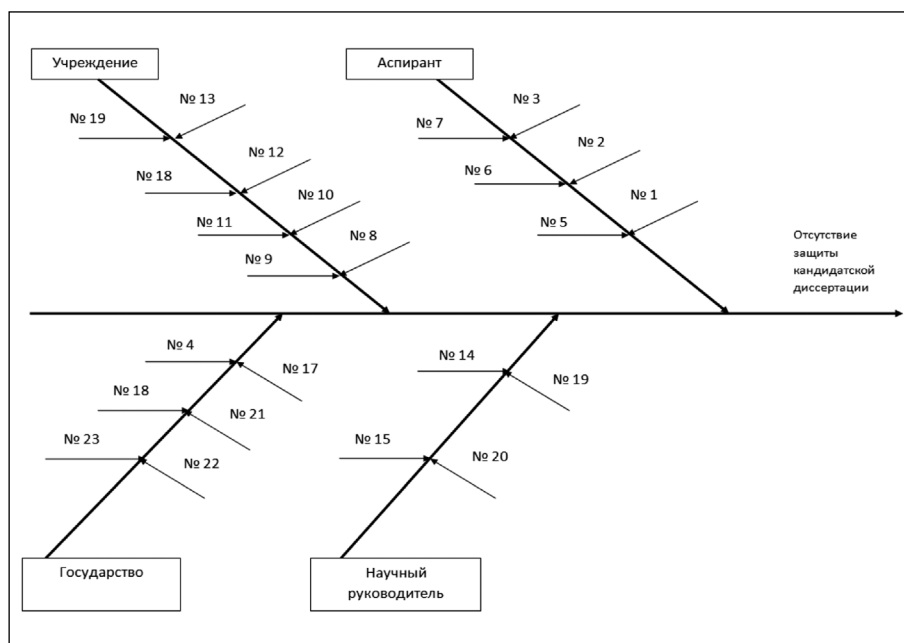 Учреждение
Аспирант
№ 13
№ 3
№ 19
№ 7
№ 12
№ 2
№ 18
№ 6
№ 10
№ 1
№ 11
№ 5
№ 8
№ 9
Отсутствие
защиты
кандидатской
диссертации
№ 4
№ 17
№ 14
№ 19
№ 18
№ 21
№ 23
№ 22
№ 15
№ 20
Государство
Научный
руководитель